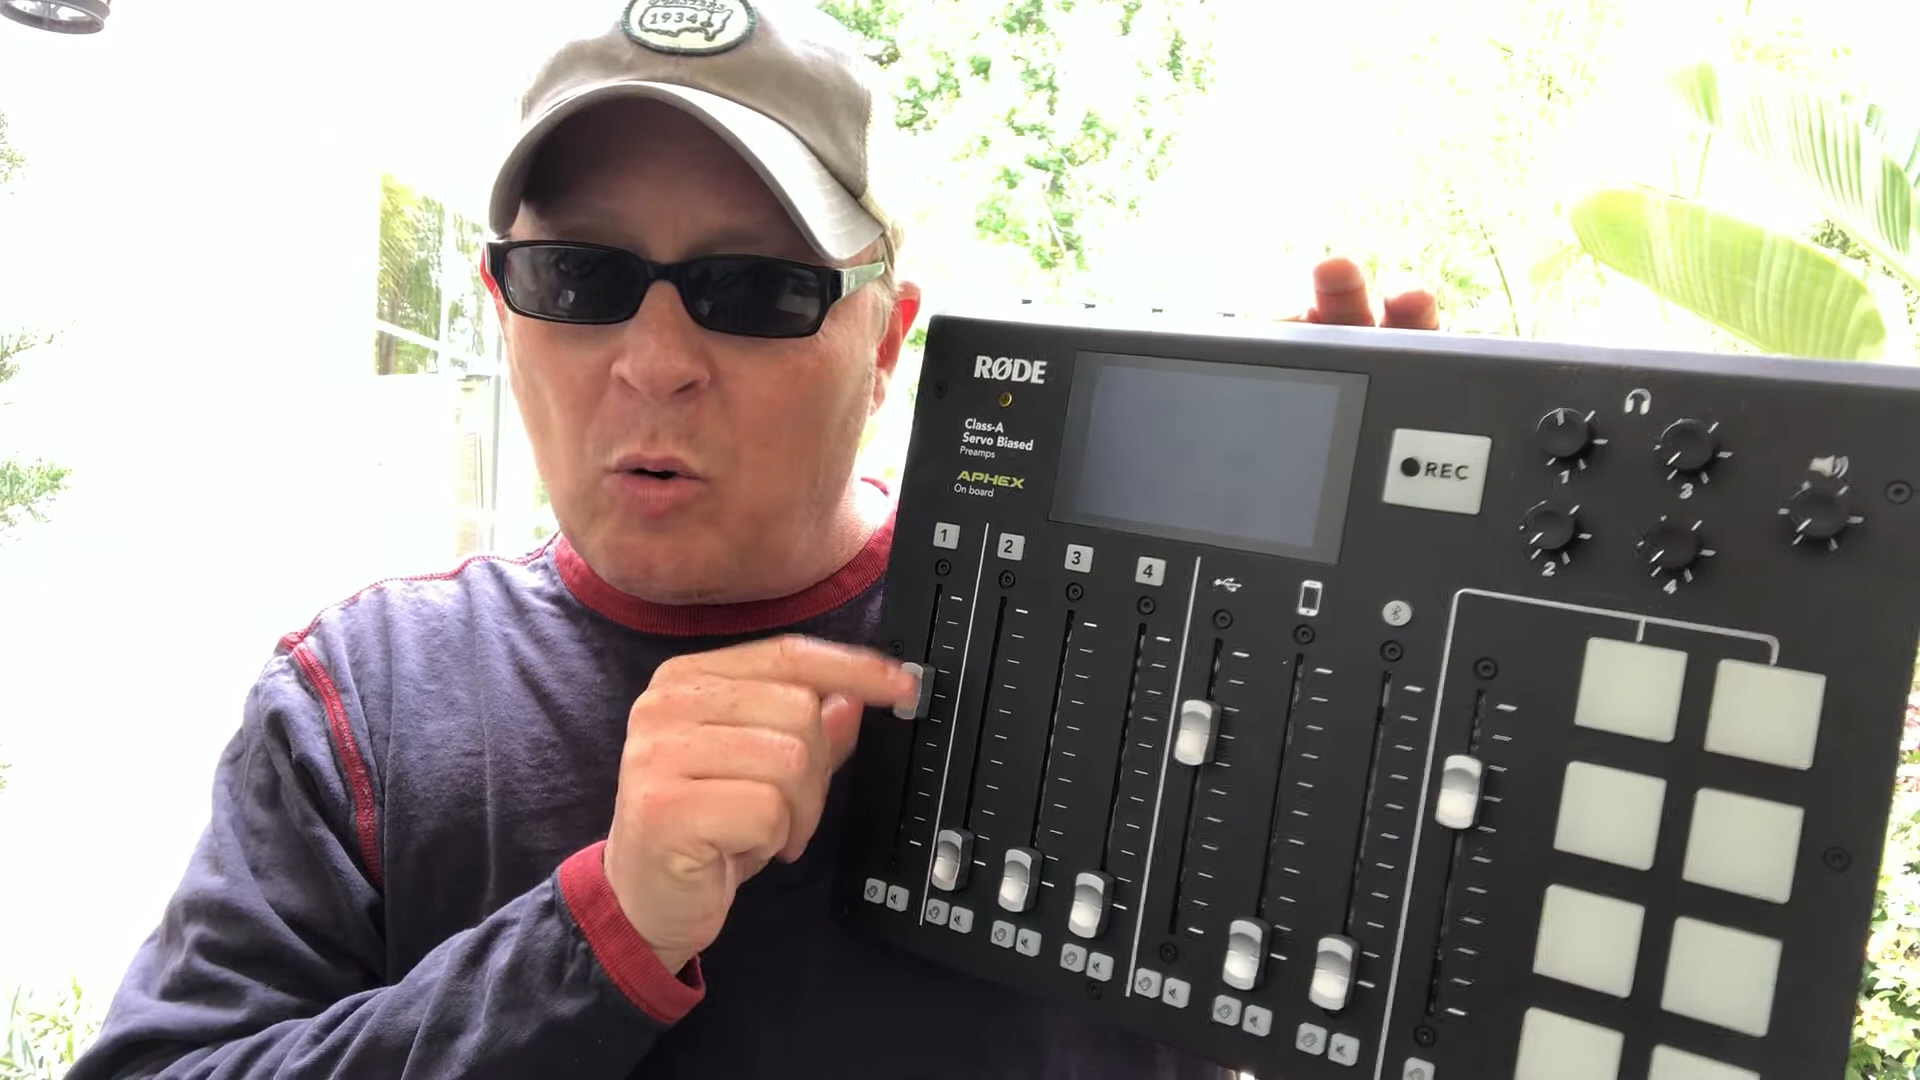 1934
RØDE
Class-A
Servo Biased
Preamps
APHEX
On board
REC
1
2
3
4
1
3
2
4